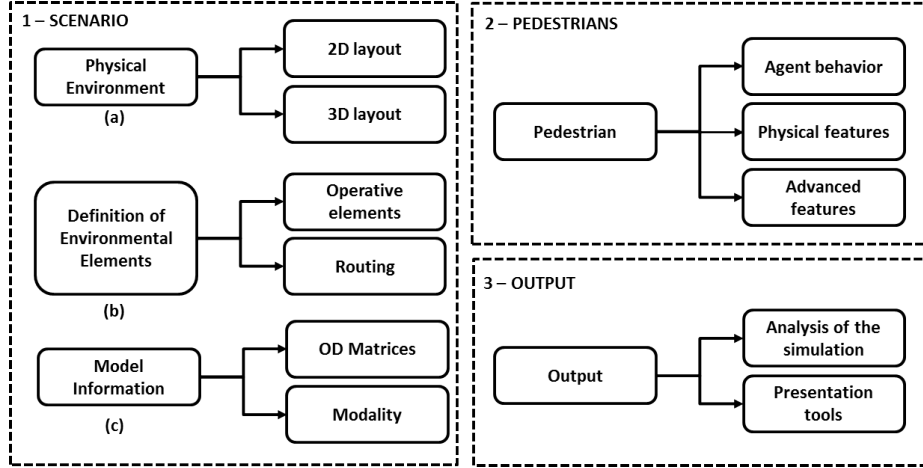 1 – SCENARIO
Physical
Environment
(a)
2D layout
3D layout
Definition of
Environmental
Elements
(b)
Operative
elements
Routing
Model
Information
(c)
OD Matrices
Modality
2 – PEDESTRIANS
Pedestrian
Agent behavior
Physical features
Advanced
features
3 – OUTPUT
Output
Analysis of the
simulation
Presentation
tools